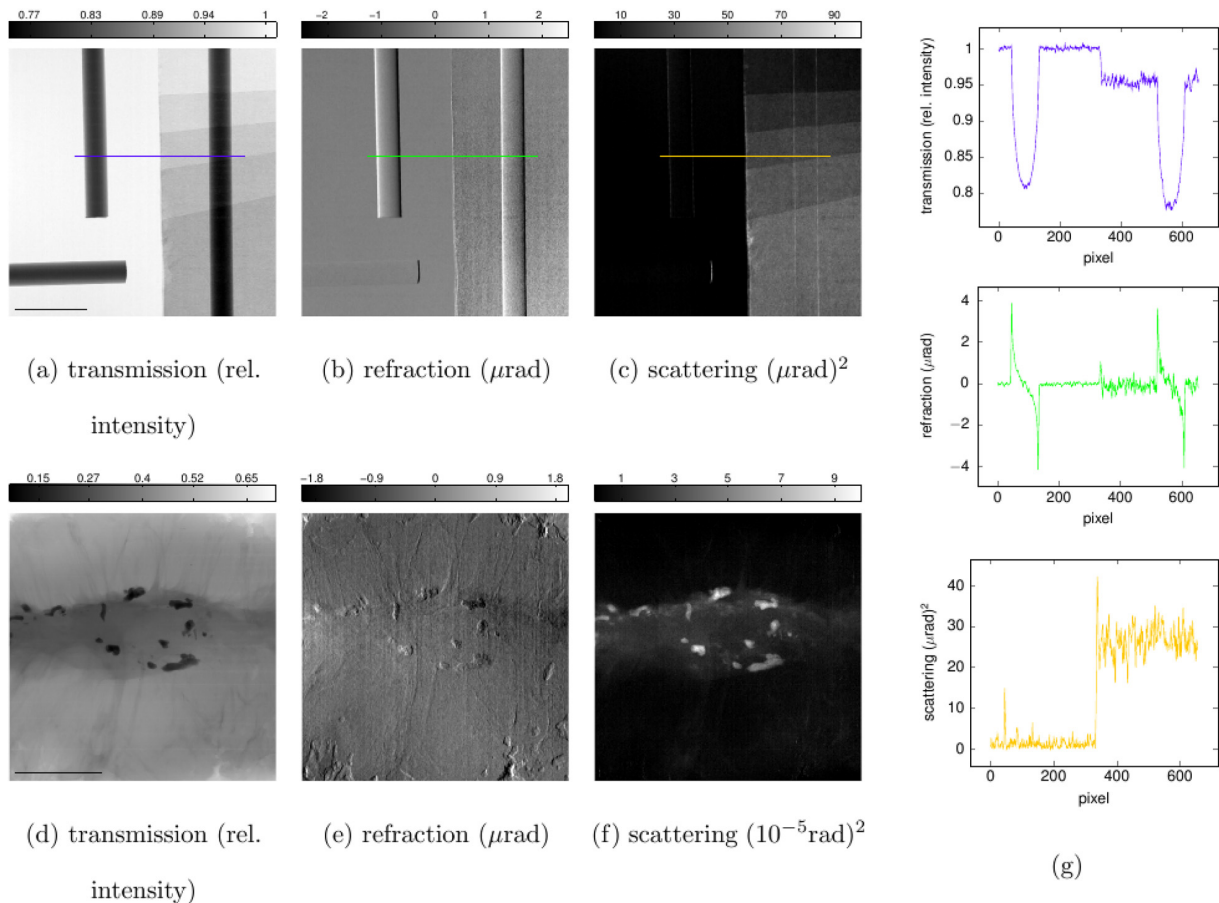 0.77 0.83 0.89 0.94 1
−2 −1 0 1 2
10 30 50 70 90
(a) transmission (rel.
intensity)
(b) refraction (μrad)
(c) scattering (μrad)²
0.15 0.27 0.4 0.52 0.65
−1.8 −0.9 0 0.9 1.8
1 3 5 7 9
(d) transmission (rel.
intensity)
(e) refraction (μrad)
(f) scattering (10⁻⁵rad)²
transmission (rel. intensity)
1
0.95
0.9
0.85
0.8
0 200 400 600
pixel
refraction (μrad)
4
2
0
−2
−4
0 200 400 600
pixel
scattering (μrad)²
40
30
20
10
0
0 200 400 600
pixel
(g)